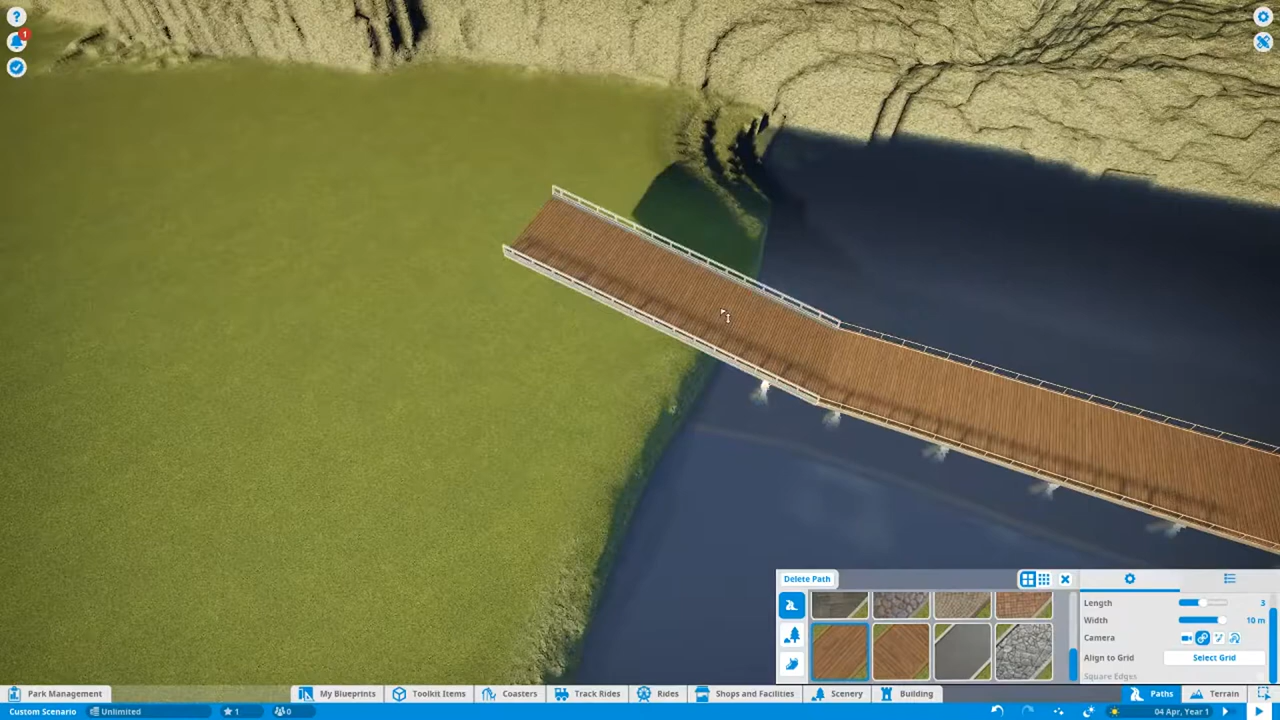 ?
1
Delete Path
Length 3
Width 10 m
Camera
Align to Grid Select Grid
Square Edges
Park Management My Blueprints Toolkit Items Coasters Track Rides Rides Shops and Facilities Scenery Building Paths Terrain
Custom Scenario Unlimited 1 0 04 Apr, Year 1